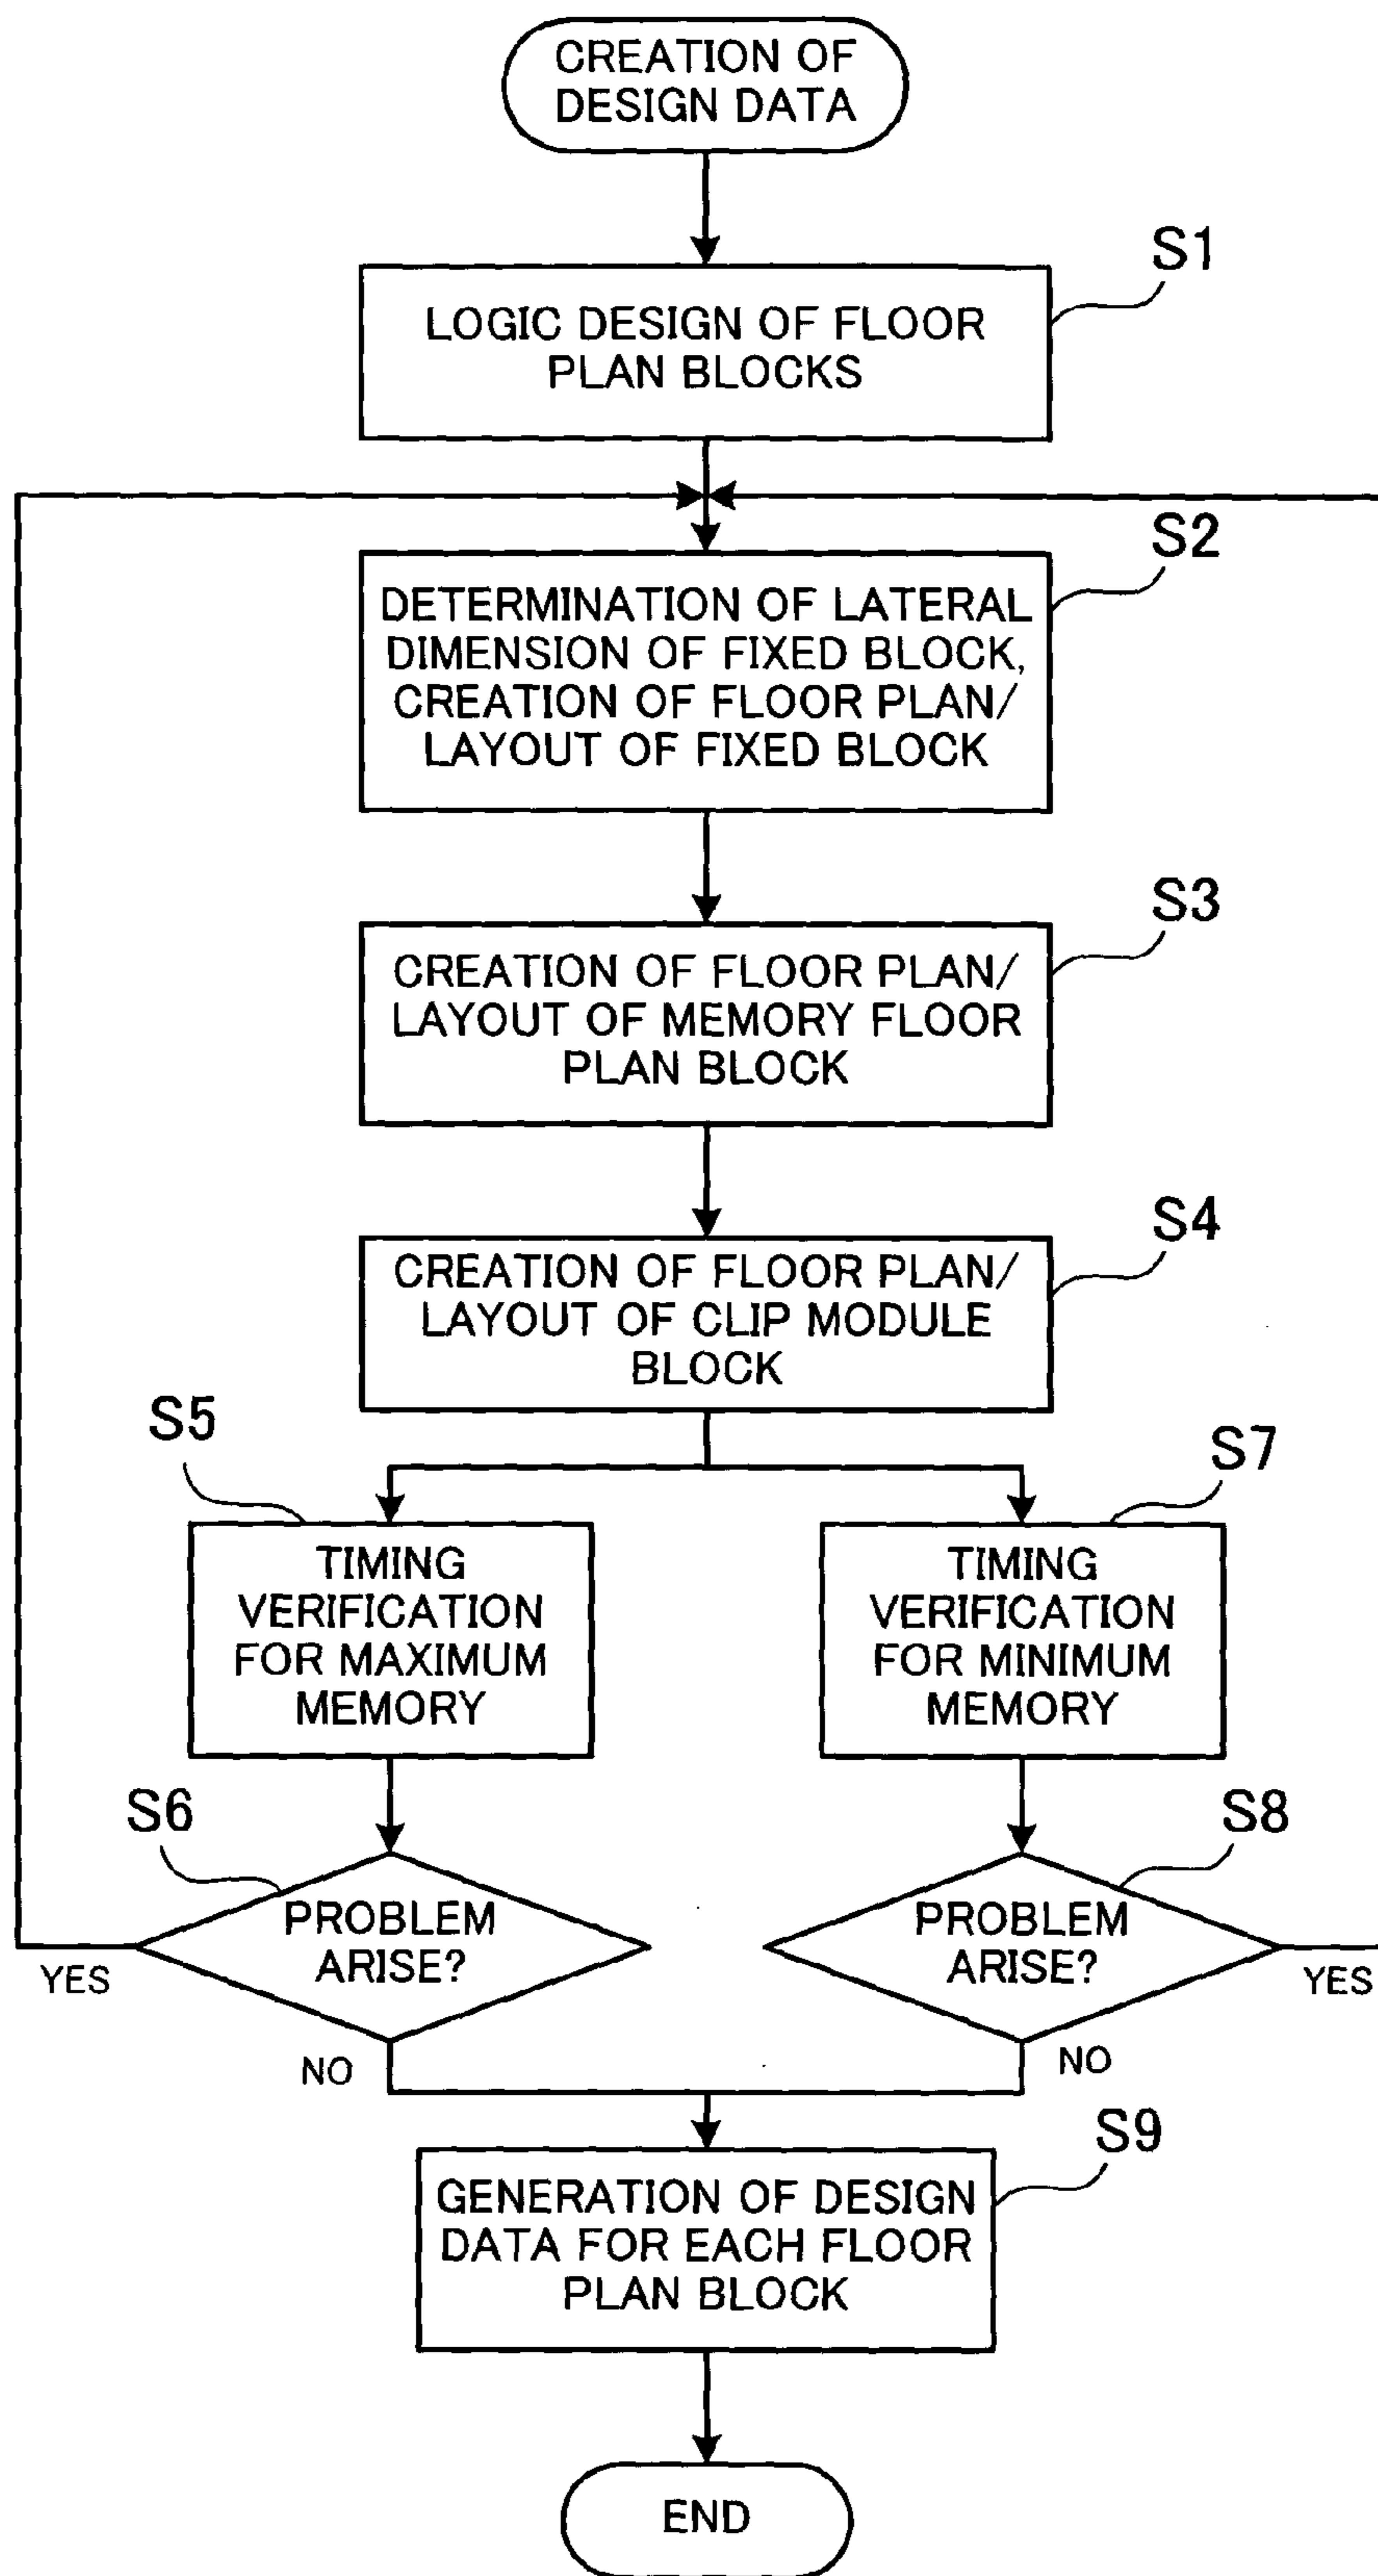 CREATION OF
DESIGN DATA
S1
LOGIC DESIGN OF FLOOR
PLAN BLOCKS
S2
DETERMINATION OF LATERAL
DIMENSION OF FIXED BLOCK,
CREATION OF FLOOR PLAN/
LAYOUT OF FIXED BLOCK
S3
CREATION OF FLOOR PLAN/
LAYOUT OF MEMORY FLOOR
PLAN BLOCK
S4
CREATION OF FLOOR PLAN/
LAYOUT OF CLIP MODULE
BLOCK
S5
TIMING
VERIFICATION
FOR MAXIMUM
MEMORY
S7
TIMING
VERIFICATION
FOR MINIMUM
MEMORY
S6
PROBLEM
ARISE?
YES
NO
S8
PROBLEM
ARISE?
YES
NO
S9
GENERATION OF DESIGN
DATA FOR EACH FLOOR
PLAN BLOCK
END